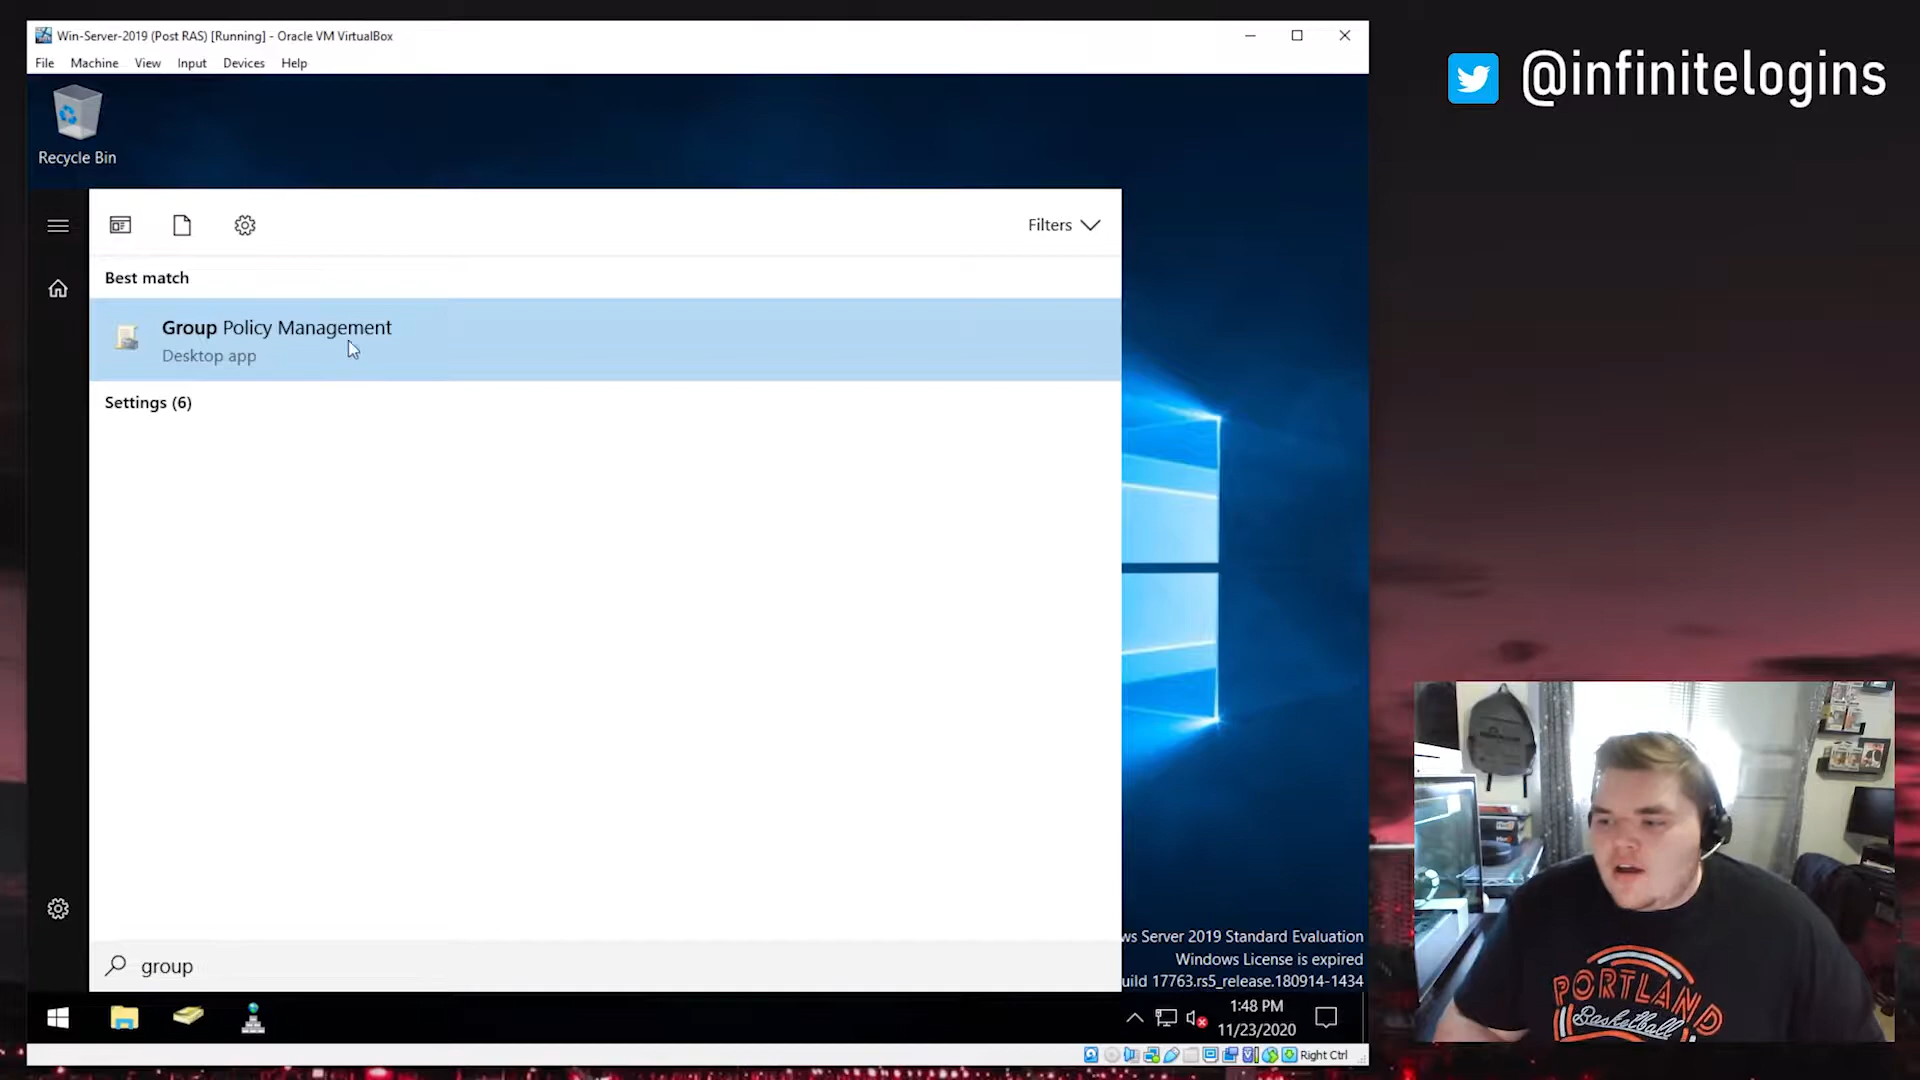 Win-Server-2019 (Post RAS) [Running] - Oracle VM VirtualBox
File Machine View Input Devices Help
@infinitelogins
Recycle Bin
Filters
Best match
Group Policy Management
Desktop app
Settings (6)
group
ws Server 2019 Standard Evaluation
Windows License is expired
uild 17763.rs5_release.180914-1434
1:48 PM
11/23/2020
Right Ctrl
PORTLAND
Basketball